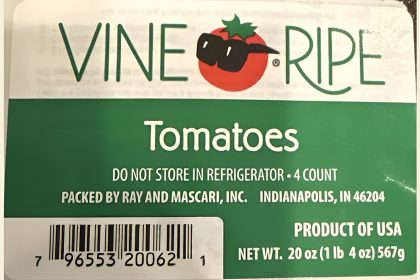 VINE RIPE
®
Tomatoes
DO NOT STORE IN REFRIGERATOR • 4 COUNT
PACKED BY RAY AND MASCARI, INC. INDIANAPOLIS, IN 46204
PRODUCT OF USA
NET WT. 20 oz (1 lb 4 oz) 567g
7 96553 20062 1